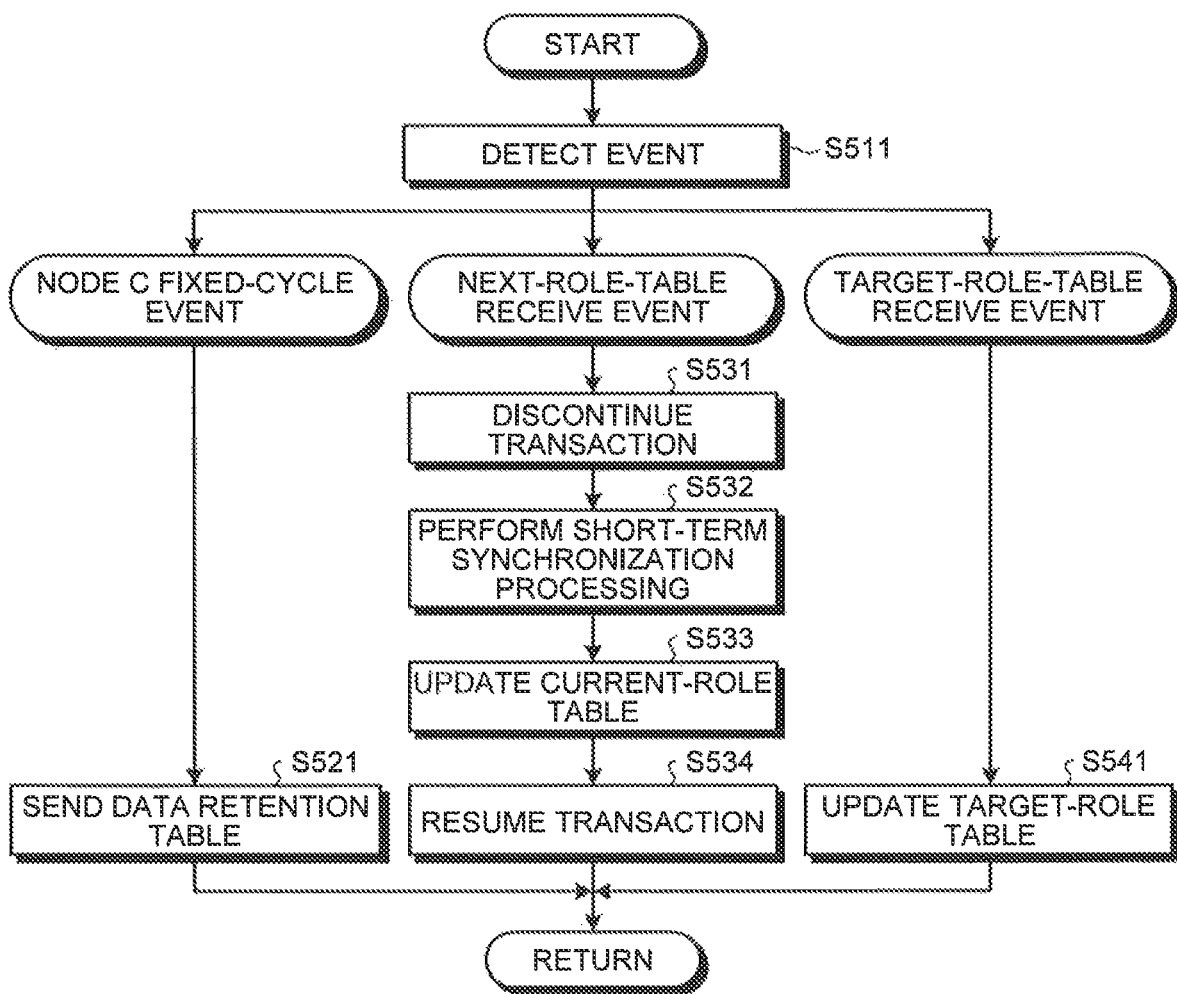 START
DETECT EVENT
S511
NODE C FIXED-CYCLE
EVENT
NEXT-ROLE-TABLE
RECEIVE EVENT
TARGET-ROLE-TABLE
RECEIVE EVENT
S531
DISCONTINUE
TRANSACTION
S532
PERFORM SHORT-TERM
SYNCHRONIZATION
PROCESSING
S533
UPDATE CURRENT-ROLE
TABLE
S521
SEND DATA RETENTION
TABLE
S534
RESUME TRANSACTION
S541
UPDATE TARGET-ROLE
TABLE
RETURN